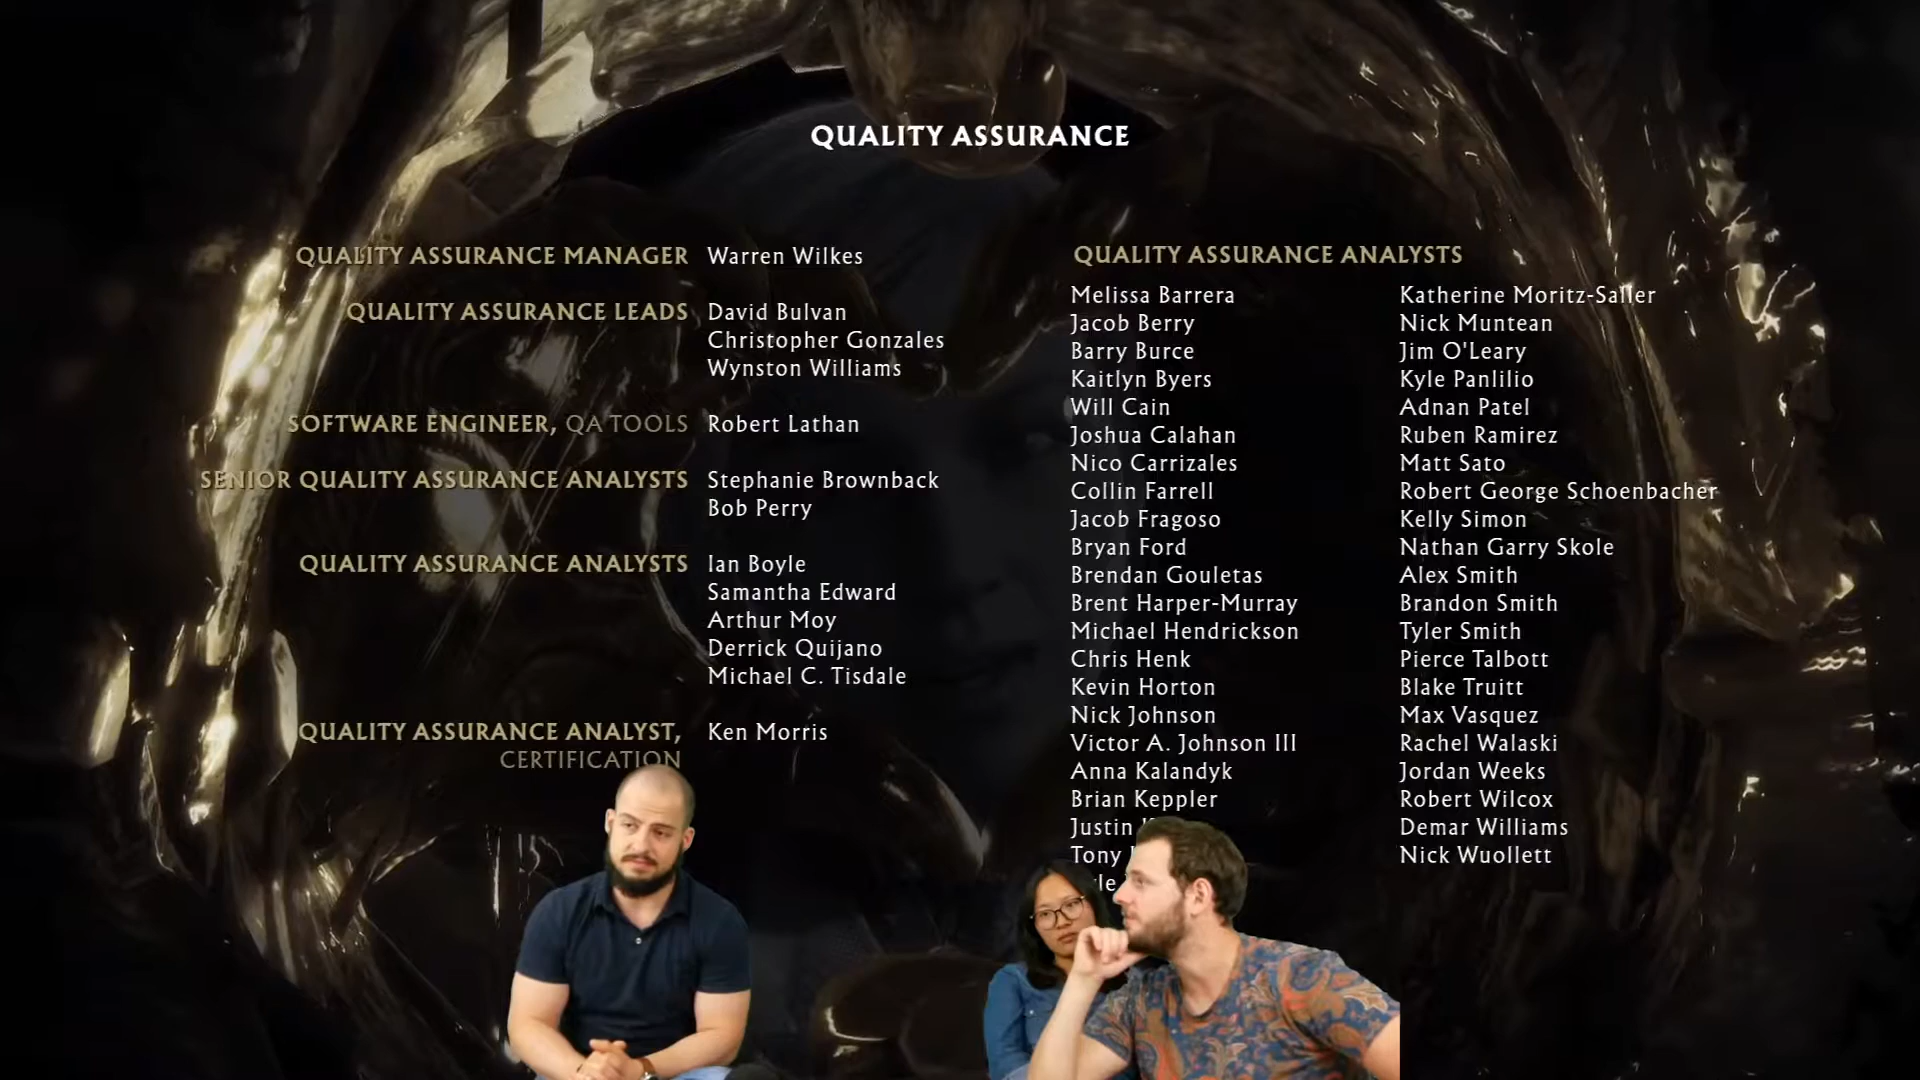 QUALITY ASSURANCE
QUALITY ASSURANCE MANAGER Warren Wilkes
QUALITY ASSURANCE LEADS David Bulvan
Christopher Gonzales
Wynston Williams
SOFTWARE ENGINEER, QA TOOLS Robert Lathan
SENIOR QUALITY ASSURANCE ANALYSTS Stephanie Brownback
Bob Perry
QUALITY ASSURANCE ANALYSTS Ian Boyle
Samantha Edward
Arthur Moy
Derrick Quijano
Michael C. Tisdale
QUALITY ASSURANCE ANALYST, Ken Morris
CERTIFICATION
QUALITY ASSURANCE ANALYSTS
Melissa Barrera
Jacob Berry
Barry Burce
Kaitlyn Byers
Will Cain
Joshua Calahan
Nico Carrizales
Collin Farrell
Jacob Fragoso
Bryan Ford
Brendan Gouletas
Brent Harper-Murray
Michael Hendrickson
Chris Henk
Kevin Horton
Nick Johnson
Victor A. Johnson III
Anna Kalandyk
Brian Keppler
Justin
Tony
Katherine Moritz-Saller
Nick Muntean
Jim O'Leary
Kyle Panlilio
Adnan Patel
Ruben Ramirez
Matt Sato
Robert George Schoenbacher
Kelly Simon
Nathan Garry Skole
Alex Smith
Brandon Smith
Tyler Smith
Pierce Talbott
Blake Truitt
Max Vasquez
Rachel Walaski
Jordan Weeks
Robert Wilcox
Demar Williams
Nick Wuollett